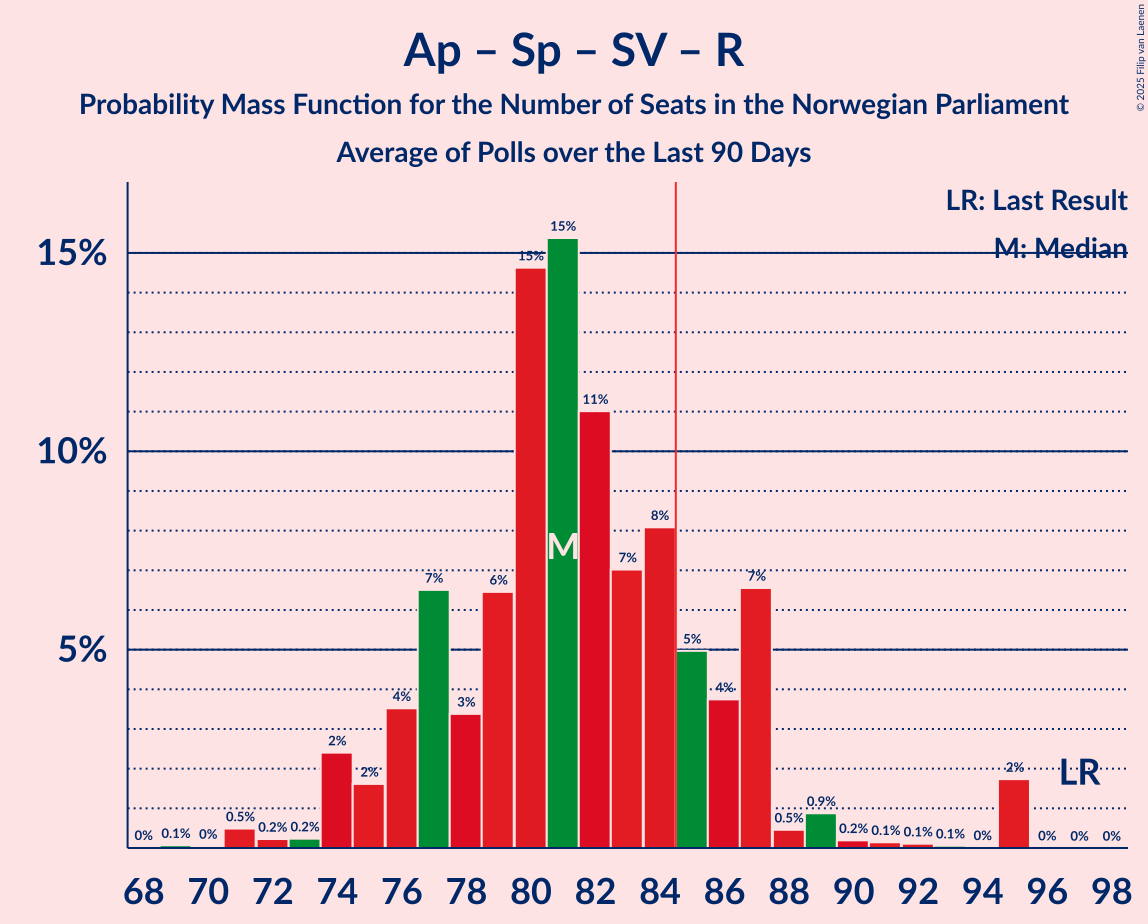 Ap – Sp – SV – R
Probability Mass Function for the Number of Seats in the Norwegian Parliament
Average of Polls over the Last 90 Days
© 2025 Filip van Laenen
LR: Last Result
M: Median
15%
10%
5%
0% 0.1% 0% 0.5% 0.2% 0.2% 2% 2% 4% 7% 3% 6% 15% 15% 11% 7% 8% 5% 4% 7% 0.5% 0.9% 0.2% 0.1% 0.1% 0.1% 0% 2% 0% 0% 0%
M
LR
68 70 72 74 76 78 80 82 84 86 88 90 92 94 96 98